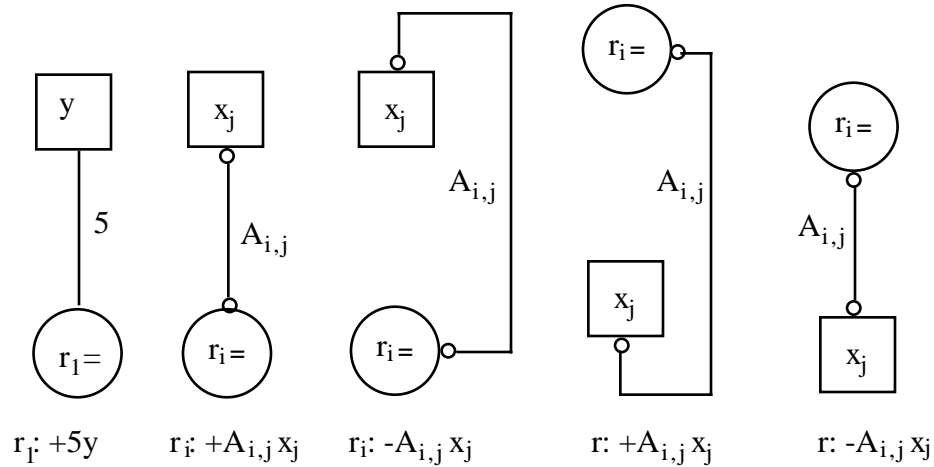 y
5
r1=
r1: +5y
xj
Ai,j
ri=
ri: +Ai,j xj
xj
Ai,j
ri=
ri: -Ai,j xj
ri=
Ai,j
xj
r: +Ai,j xj
ri=
Ai,j
xj
r: -Ai,j xj